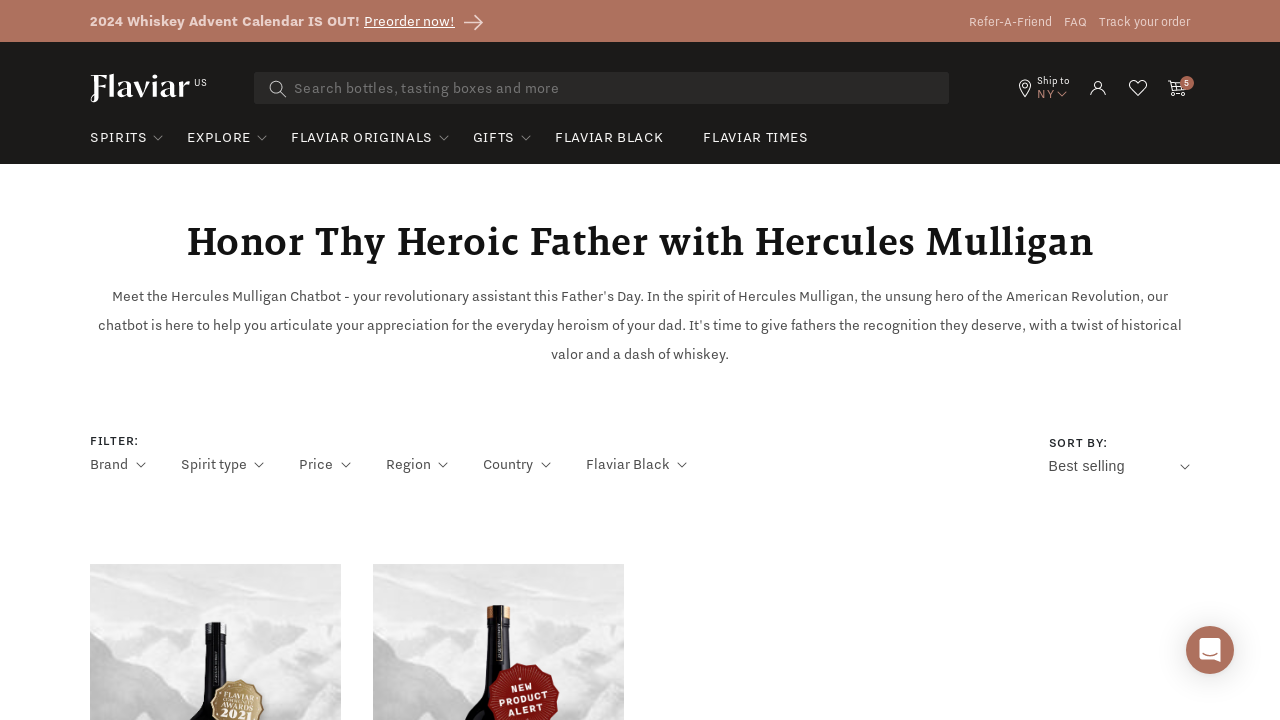 2024 Whiskey Advent Calendar IS OUT! Preorder now!
Refer-A-Friend FAQ Track your order
Flaviar US
Search bottles, tasting boxes and more
Ship to
NY
5
SPIRITS EXPLORE FLAVIAR ORIGINALS GIFTS FLAVIAR BLACK FLAVIAR TIMES
Honor Thy Heroic Father with Hercules Mulligan
Meet the Hercules Mulligan Chatbot - your revolutionary assistant this Father's Day. In the spirit of Hercules Mulligan, the unsung hero of the American Revolution, our
chatbot is here to help you articulate your appreciation for the everyday heroism of your dad. It's time to give fathers the recognition they deserve, with a twist of historical
valor and a dash of whiskey.
FILTER:
Brand Spirit type Price Region Country Flaviar Black
SORT BY:
Best selling
FLAVIAR
COMMUNITY
AWARDS
2021
NEW
PRODUCT
ALERT